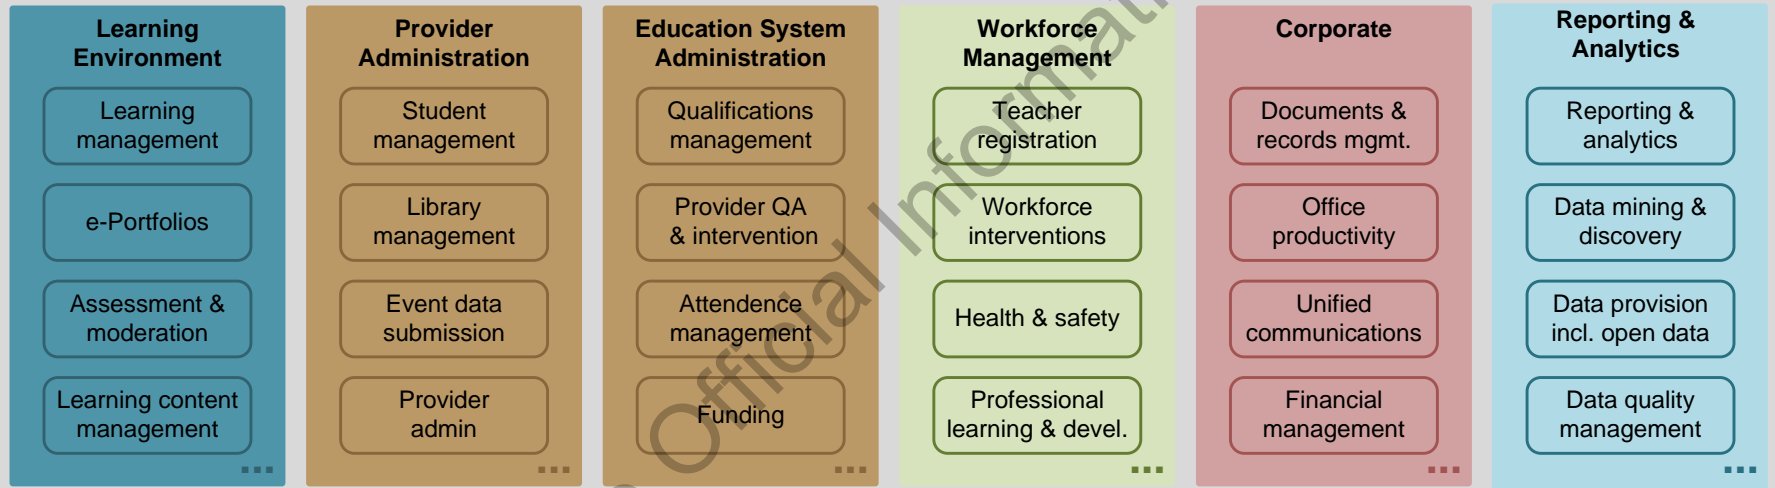 Learning
Environment
Learning
management
e-Portfolios
Assessment &
moderation
Learning content
management
...
Provider
Administration
Student
management
Library
management
Event data
submission
Provider
admin
...
Education System
Administration
Qualifications
management
Provider QA
& intervention
Attendence
management
Funding
...
Workforce
Management
Teacher
registration
Workforce
interventions
Health & safety
Professional
learning & devel.
...
Corporate
Documents &
records mgmt.
Office
productivity
Unified
communications
Financial
management
...
Reporting &
Analytics
Reporting &
analytics
Data mining &
discovery
Data provision
incl. open data
Data quality
management
...
Official Informati